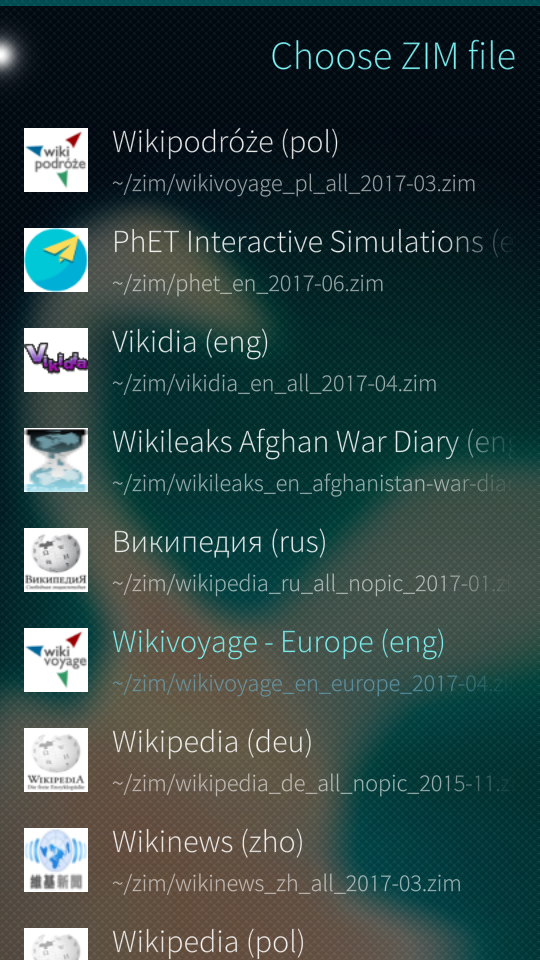 Choose ZIM file
wiki
podróże
Wikipodróże (pol)
~/zim/wikivoyage_pl_all_2017-03.zim
PhET Interactive Simulations (e
~/zim/phet_en_2017-06.zim
Vikidia
Vikidia (eng)
~/zim/vikidia_en_all_2017-04.zim
Wikileaks Afghan War Diary (eng
~/zim/wikileaks_en_afghanistan-war-dia
ВИКИПЕДИЯ
Википедия (rus)
~/zim/wikipedia_ru_all_nopic_2017-01.z
wiki
voyage
Wikivoyage - Europe (eng)
~/zim/wikivoyage_en_europe_2017-04.z
WIKIPEDIA
Die freie Enzyklopädie
Wikipedia (deu)
~/zim/wikipedia_de_all_nopic_2015-11.z
維基新聞
Wikinews (zho)
~/zim/wikinews_zh_all_2017-03.zim
Wikipedia (pol)